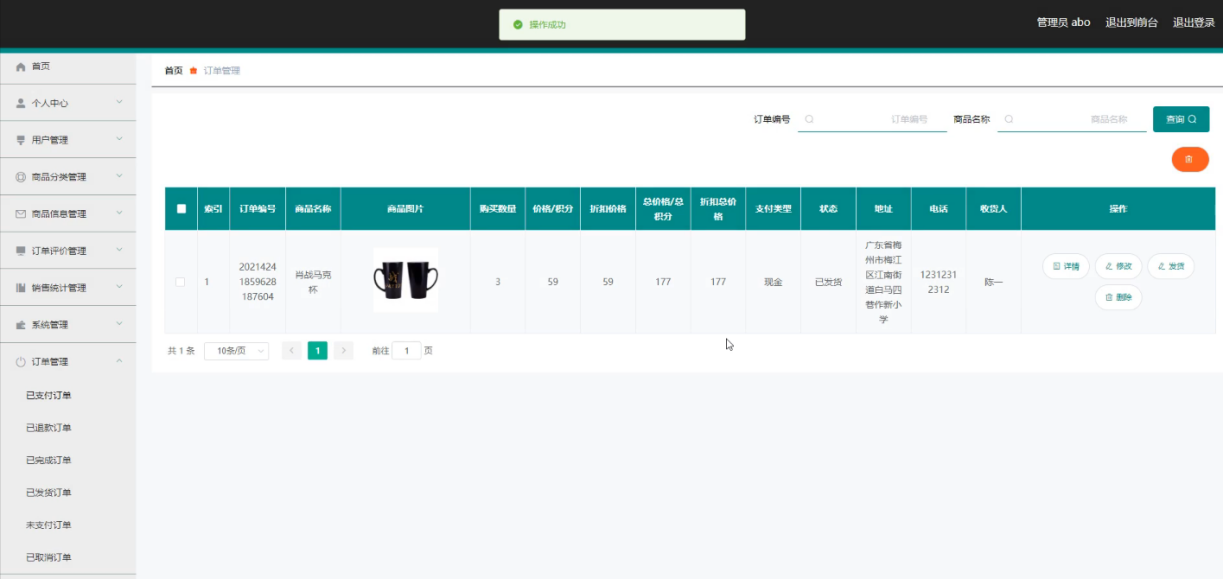 操作成功
管理员 abo 退出到前台 退出登录
首页
个人中心
用户管理
商品分类管理
商品信息管理
订单评价管理
销售统计管理
系统管理
订单管理
已支付订单
已退款订单
已完成订单
已发货订单
未支付订单
已取消订单
首页 订单管理
订单编号 订单编号 商品名称 商品名称 查询
索引 订单编号 商品名称 商品图片 购买数量 价格/积分 折扣价格 总价格/总积分 折扣总价格 支付类型 状态 地址 电话 收货人 操作
1
2021424
1859628
187604
肖战马克
杯
3 59 59 177 177 现金 已发货
广东省梅
州市梅江
区江南街
道白马四
巷作新小
学
1231231
2312
陈一
详情 修改 发货
删除
共 1 条 10条/页 1 前往 1 页